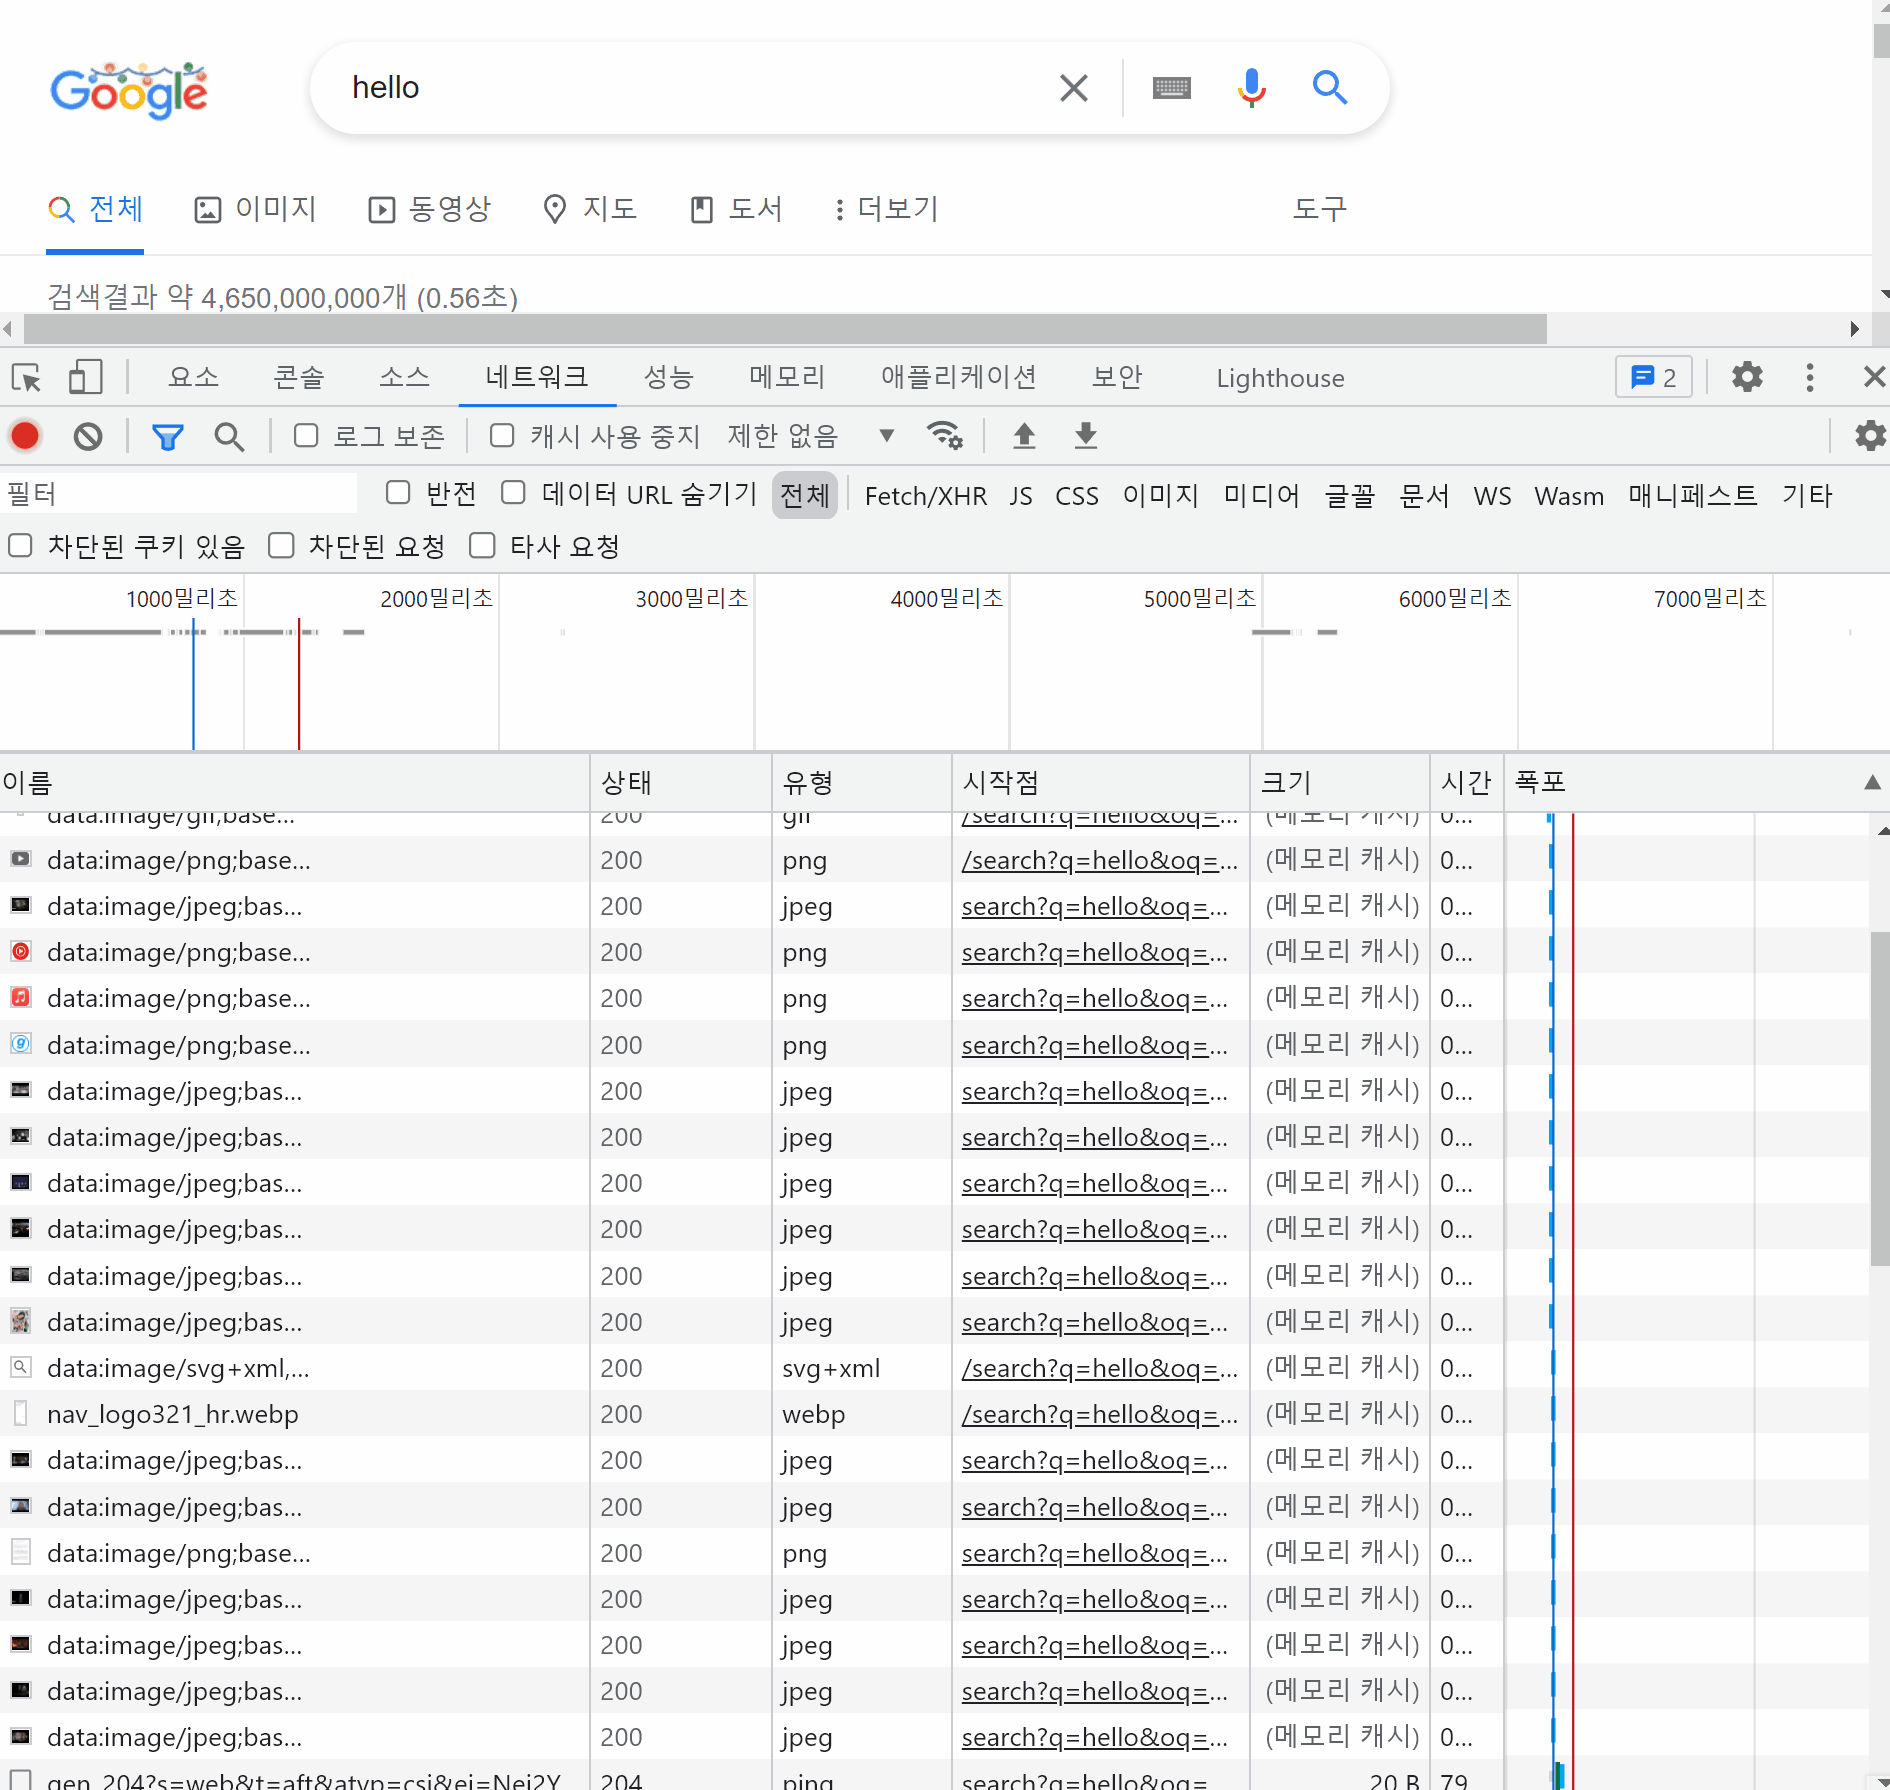 Google
hello
전체 이미지 동영상 지도 도서 더보기 도구
검색결과 약 4,650,000,000개 (0.56초)
요소 콘솔 소스 네트워크 성능 메모리 애플리케이션 보안 Lighthouse 2
로그 보존 캐시 사용 중지 제한 없음
필터 반전 데이터 URL 숨기기 전체 Fetch/XHR JS CSS 이미지 미디어 글꼴 문서 WS Wasm 매니페스트 기타
차단된 쿠키 있음 차단된 요청 타사 요청
1000밀리초 2000밀리초 3000밀리초 4000밀리초 5000밀리초 6000밀리초 7000밀리초
이름 상태 유형 시작점 크기 시간 폭포
data:image/gif;base... 200 gif /search?q=hello&oq=... (메모리 캐시) 0...
data:image/png;base... 200 png /search?q=hello&oq=... (메모리 캐시) 0...
data:image/jpeg;bas... 200 jpeg search?q=hello&oq=... (메모리 캐시) 0...
data:image/png;base... 200 png search?q=hello&oq=... (메모리 캐시) 0...
data:image/png;base... 200 png search?q=hello&oq=... (메모리 캐시) 0...
data:image/png;base... 200 png search?q=hello&oq=... (메모리 캐시) 0...
data:image/jpeg;bas... 200 jpeg search?q=hello&oq=... (메모리 캐시) 0...
data:image/jpeg;bas... 200 jpeg search?q=hello&oq=... (메모리 캐시) 0...
data:image/jpeg;bas... 200 jpeg search?q=hello&oq=... (메모리 캐시) 0...
data:image/jpeg;bas... 200 jpeg search?q=hello&oq=... (메모리 캐시) 0...
data:image/jpeg;bas... 200 jpeg search?q=hello&oq=... (메모리 캐시) 0...
data:image/jpeg;bas... 200 jpeg search?q=hello&oq=... (메모리 캐시) 0...
data:image/svg+xml,... 200 svg+xml /search?q=hello&oq=... (메모리 캐시) 0...
nav_logo321_hr.webp 200 webp /search?q=hello&oq=... (메모리 캐시) 0...
data:image/jpeg;bas... 200 jpeg search?q=hello&oq=... (메모리 캐시) 0...
data:image/jpeg;bas... 200 jpeg search?q=hello&oq=... (메모리 캐시) 0...
data:image/png;base... 200 png search?q=hello&oq=... (메모리 캐시) 0...
data:image/jpeg;bas... 200 jpeg search?q=hello&oq=... (메모리 캐시) 0...
data:image/jpeg;bas... 200 jpeg search?q=hello&oq=... (메모리 캐시) 0...
data:image/jpeg;bas... 200 jpeg search?q=hello&oq=... (메모리 캐시) 0...
data:image/jpeg;bas... 200 jpeg search?q=hello&oq=... (메모리 캐시) 0...
gen_204?s=web&t=aft&atyp=csi&ei=Nei2Y 204 ping search?q=hello&oq= 20 B 79